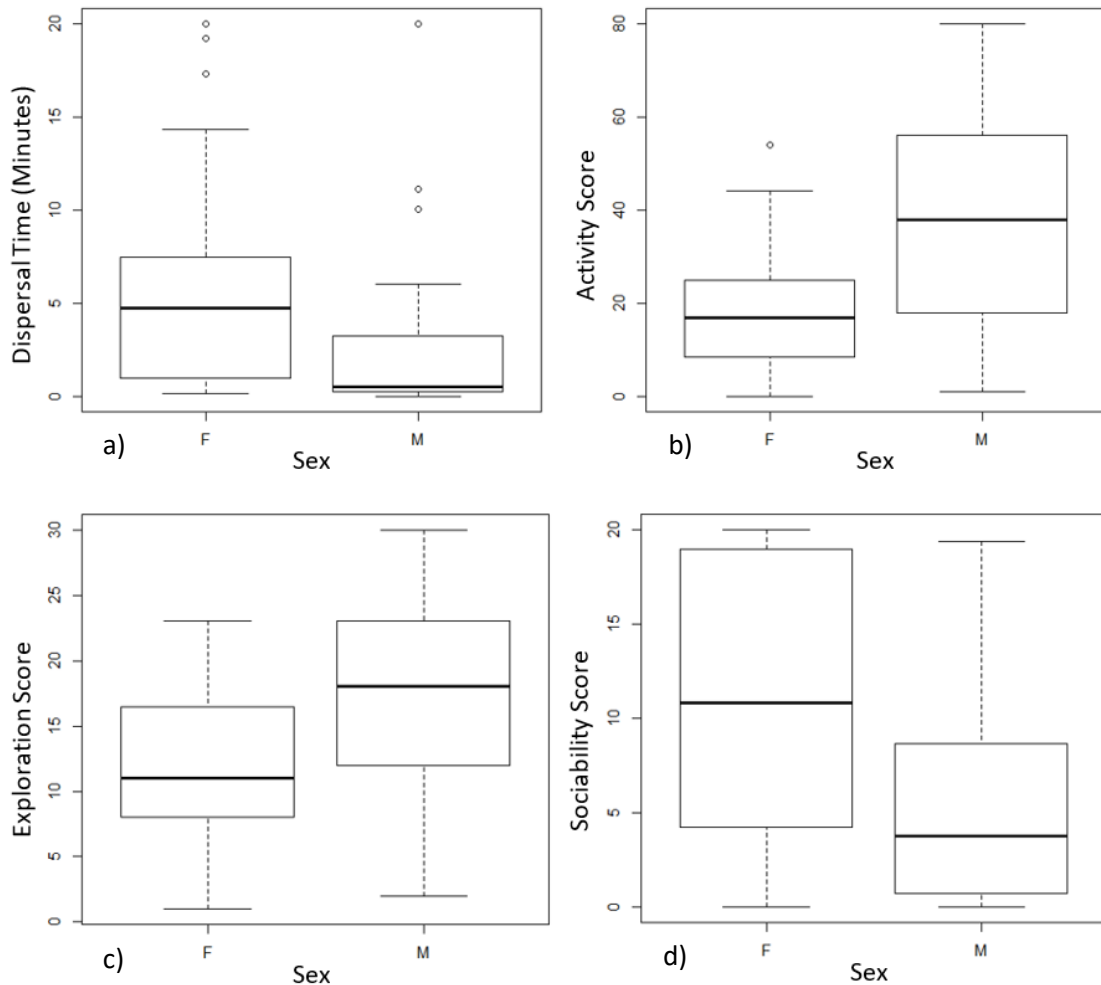 Dispersal Time (Minutes)
20
15
10
5
0
F
M
a)
Sex
Activity Score
80
60
40
20
0
F
M
b)
Sex
Exploration Score
30
25
20
15
10
5
0
F
M
c)
Sex
Sociability Score
20
15
10
5
0
F
M
d)
Sex